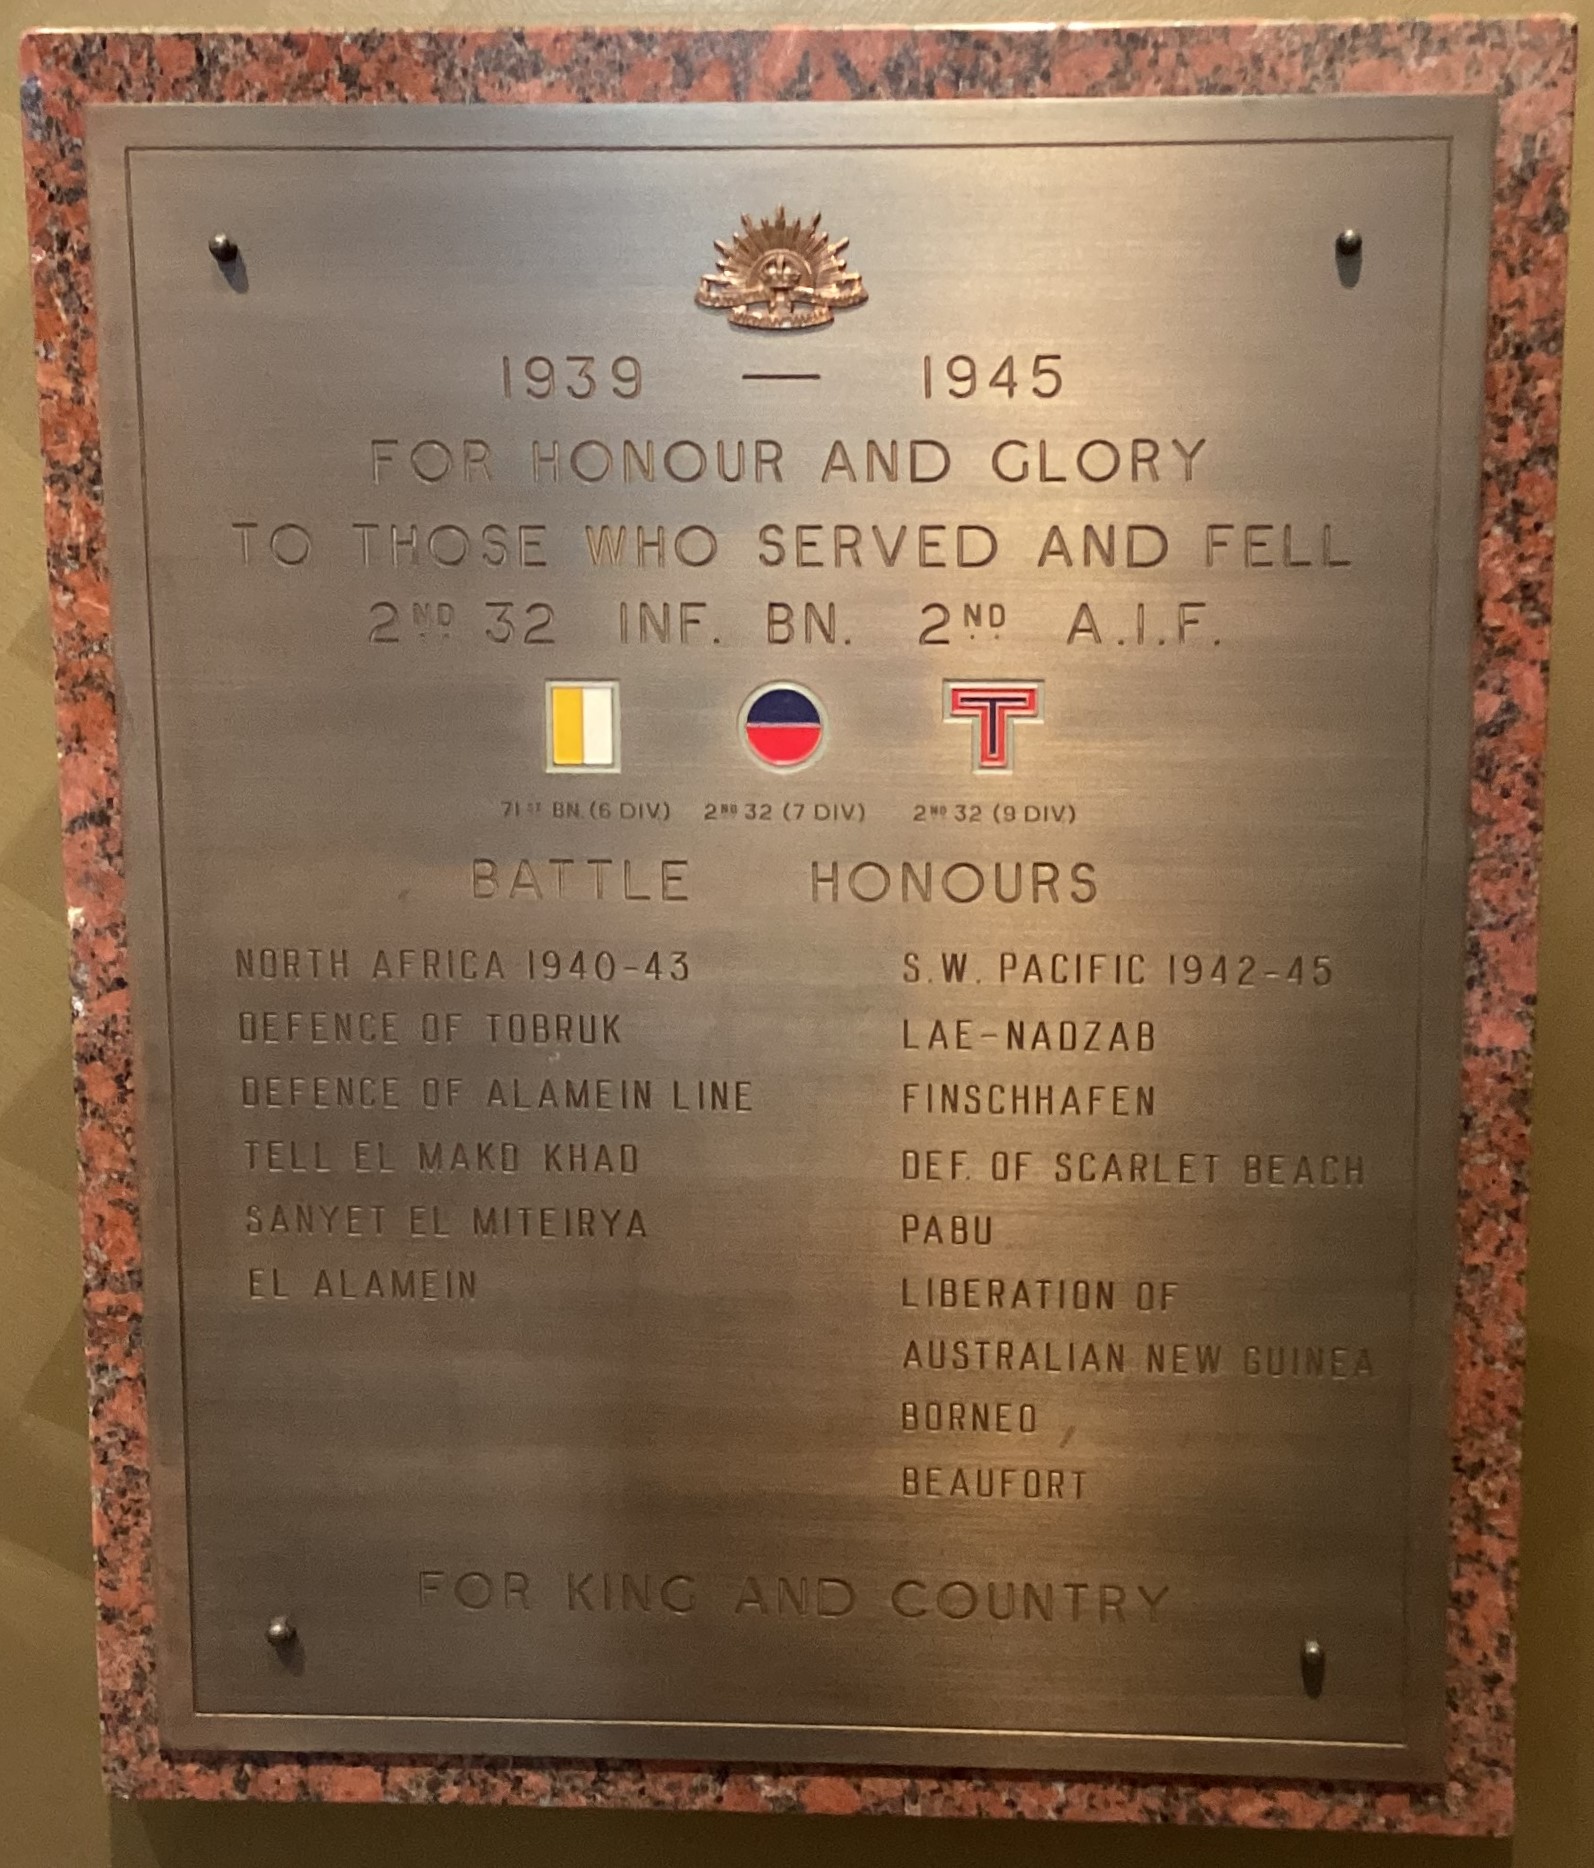 1939 — 1945
FOR HONOUR AND GLORY
TO THOSE WHO SERVED AND FELL
2ND 32 INF. BN. 2ND A.I.F.
71ST BN. (6 DIV.) 2ND 32 (7 DIV) 2ND 32 (9 DIV)
BATTLE HONOURS
NORTH AFRICA 1940-43
DEFENCE OF TOBRUK
DEFENCE OF ALAMEIN LINE
TELL EL MAKD KHAD
SANYET EL MITEIRYA
EL ALAMEIN
S.W. PACIFIC 1942-45
LAE-NADZAB
FINSCHHAFEN
DEF. OF SCARLET BEACH
PABU
LIBERATION OF
AUSTRALIAN NEW GUINEA
BORNEO
BEAUFORT
FOR KING AND COUNTRY